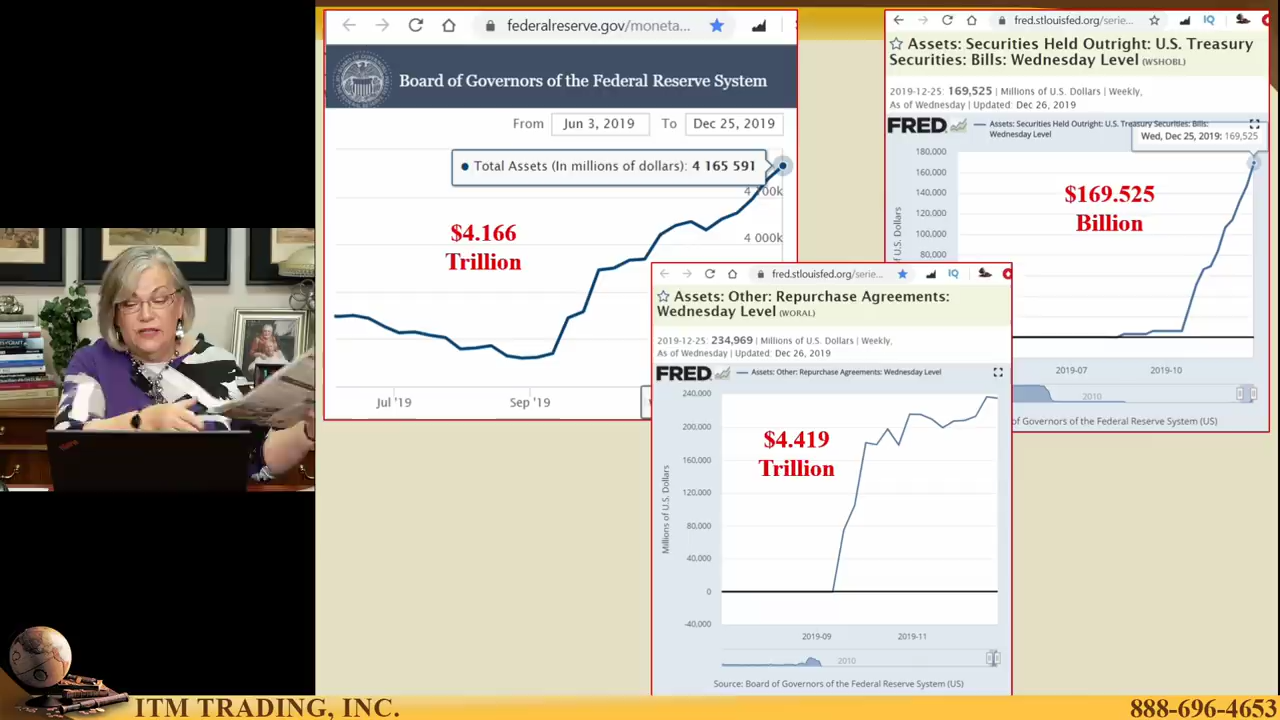 federalreserve.gov/moneta...
Board of Governors of the Federal Reserve System
From Jun 3, 2019 To Dec 25, 2019
Total Assets (In millions of dollars): 4 165 591
4 000k
$4.166
Trillion
Jul '19
Sep '19
fred.stlouisfed.org/serie...
IQ
Assets: Securities Held Outright: U.S. Treasury
Securities: Bills: Wednesday Level (WSHOBL)
2019-12-25: 169,525 | Millions of U.S. Dollars | Weekly,
As of Wednesday | Updated: Dec 26, 2019
FRED
Assets: Securities Held Outright: U.S. Treasury Securities: Bills:
Wednesday Level
Wed, Dec 25, 2019: 169,525
180,000
160,000
140,000
120,000
100,000
80,000
of U.S. Dollars
$169.525
Billion
2019-07
2019-10
2010
of Governors of the Federal Reserve System (US)
fred.stlouisfed.org/serie...
IQ
Assets: Other: Repurchase Agreements:
Wednesday Level (WORAL)
2019-12-25: 234,969 | Millions of U.S. Dollars | Weekly,
As of Wednesday | Updated: Dec 26, 2019
FRED
Assets: Other: Repurchase Agreements: Wednesday Level
240,000
200,000
160,000
120,000
80,000
40,000
0
-40,000
Millions of U.S. Dollars
$4.419
Trillion
2019-09
2019-11
2010
Source: Board of Governors of the Federal Reserve System (US)
ITM TRADING, INC.
888-696-4653